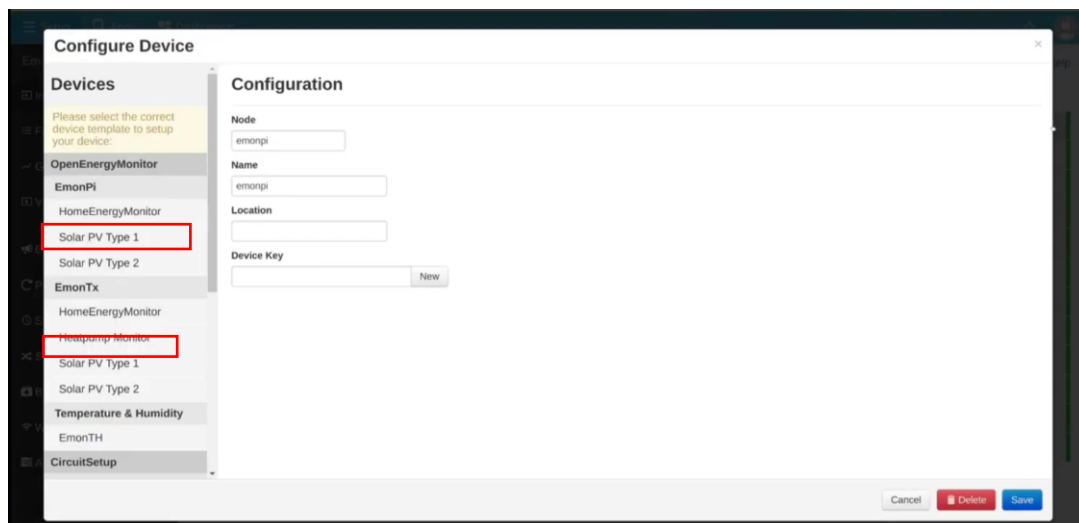 Configure Device
×
Devices
Please select the correct
device template to setup
your device:
OpenEnergyMonitor
EmonPi
HomeEnergyMonitor
Solar PV Type 1
Solar PV Type 2
EmonTx
HomeEnergyMonitor
Heatpump Monitor
Solar PV Type 1
Solar PV Type 2
Temperature & Humidity
EmonTH
CircuitSetup
Configuration
Node
emonpi
Name
emonpi
Location
Device Key
New
Cancel
Delete
Save